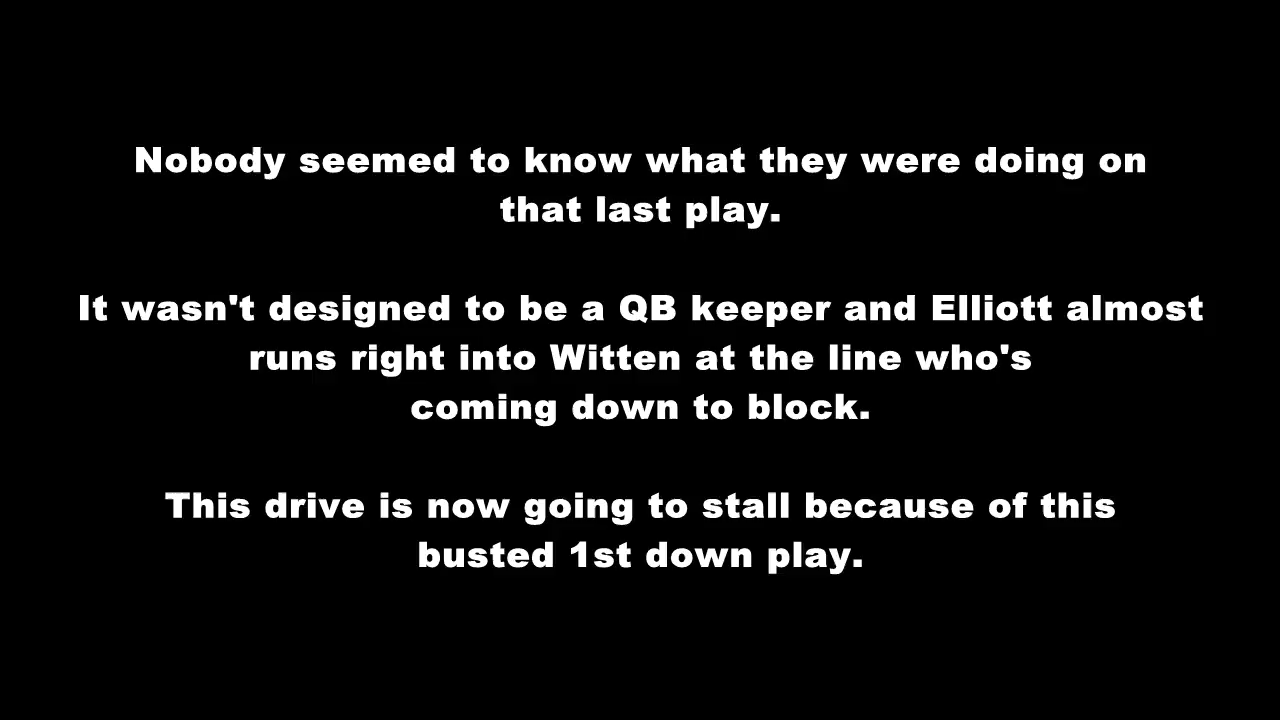 Nobody seemed to know what they were doing on
that last play.
It wasn't designed to be a QB keeper and Elliott almost
runs right into Witten at the line who's
coming down to block.
This drive is now going to stall because of this
busted 1st down play.